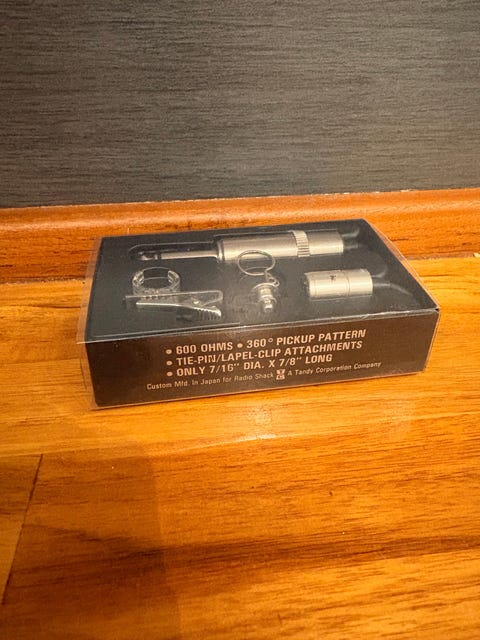 • 600 OHMS • 360° PICKUP PATTERN
• TIE-PIN/LAPEL-CLIP ATTACHMENTS
• ONLY 7/16" DIA. X 7/8" LONG
Custom Mfd. In Japan for Radio Shack TC A Tandy Corporation Company